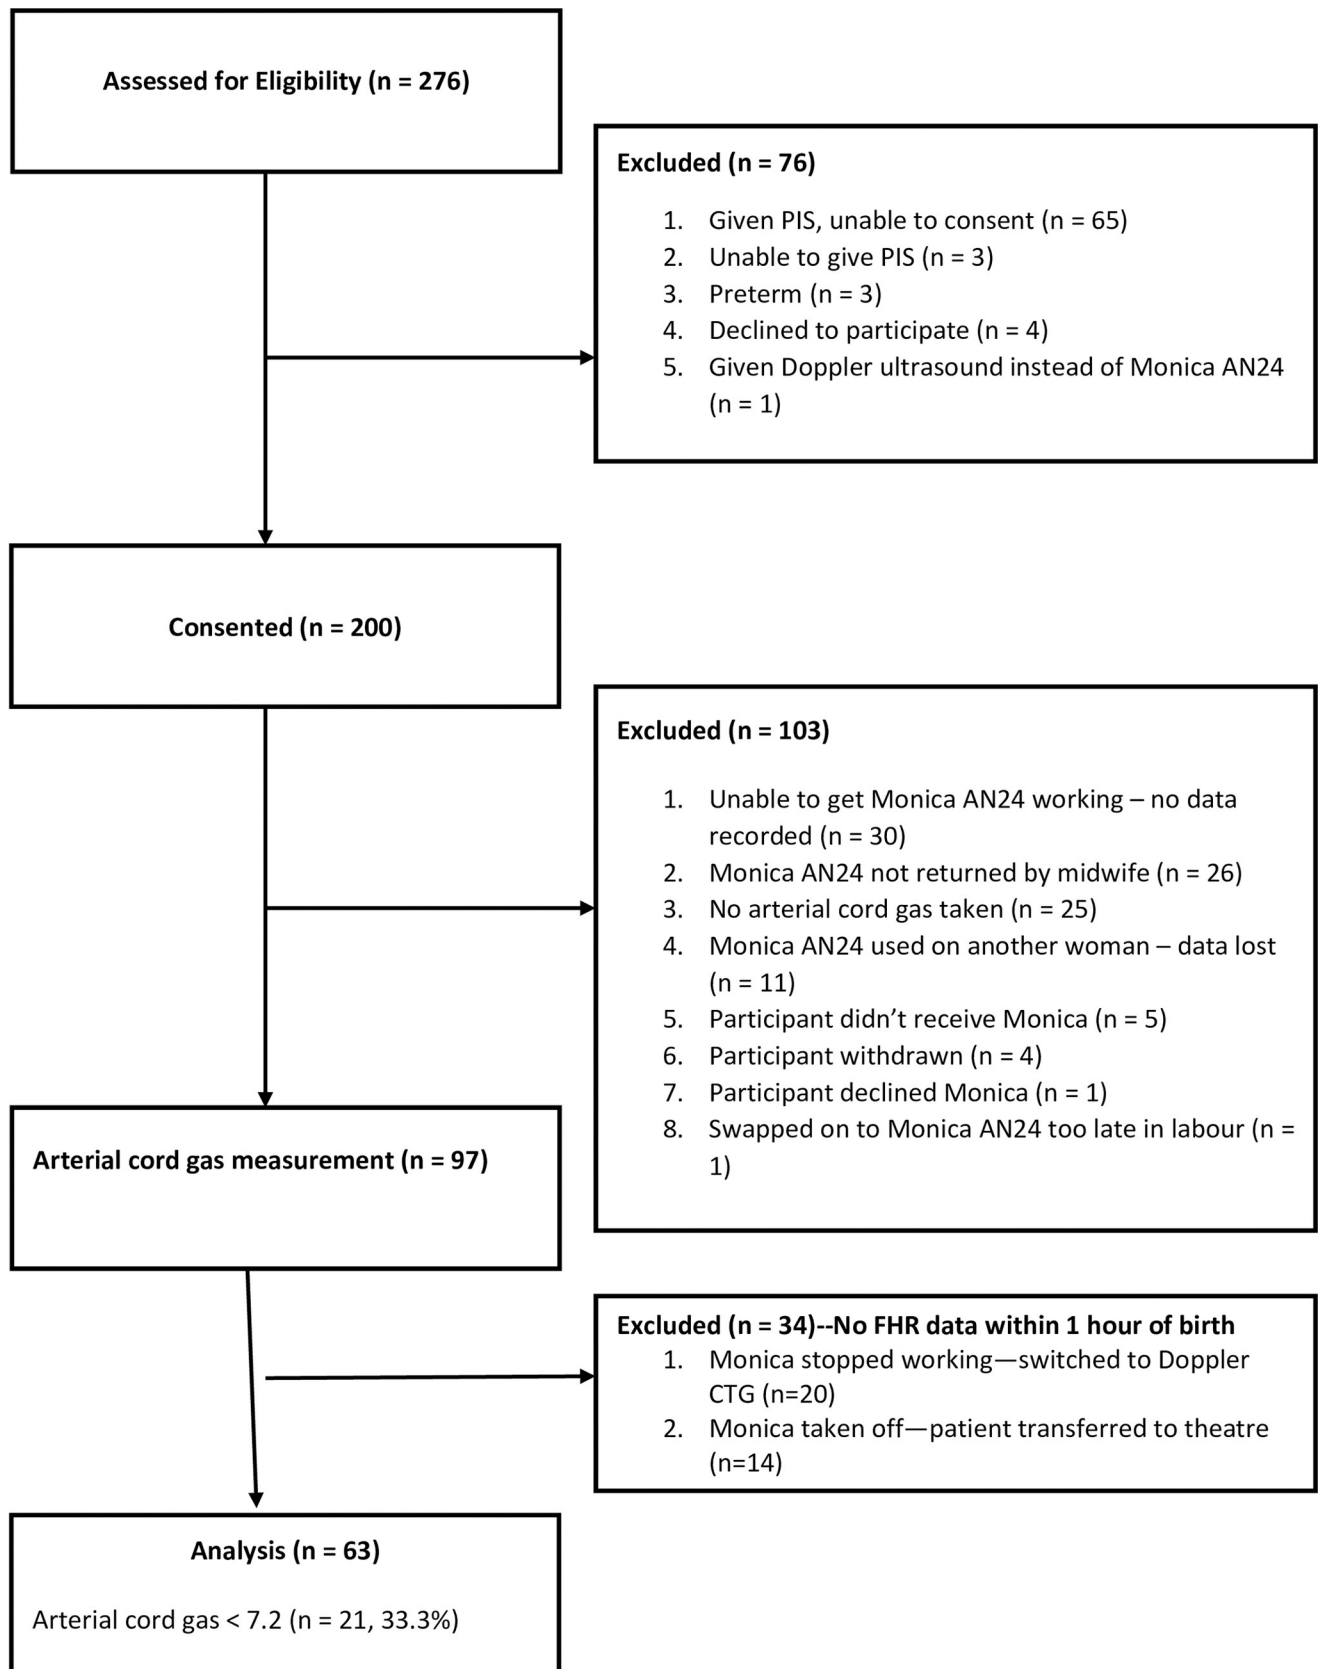 Assessed for Eligibility (n = 276)
Excluded (n = 76)
1. Given PIS, unable to consent (n = 65)
2. Unable to give PIS (n = 3)
3. Preterm (n = 3)
4. Declined to participate (n = 4)
5. Given Doppler ultrasound instead of Monica AN24
(n = 1)
Consented (n = 200)
Excluded (n = 103)
1. Unable to get Monica AN24 working – no data
recorded (n = 30)
2. Monica AN24 not returned by midwife (n = 26)
3. No arterial cord gas taken (n = 25)
4. Monica AN24 used on another woman – data lost
(n = 11)
5. Participant didn’t receive Monica (n = 5)
6. Participant withdrawn (n = 4)
7. Participant declined Monica (n = 1)
8. Swapped on to Monica AN24 too late in labour (n =
1)
Arterial cord gas measurement (n = 97)
Excluded (n = 34)--No FHR data within 1 hour of birth
1. Monica stopped working—switched to Doppler
CTG (n=20)
2. Monica taken off—patient transferred to theatre
(n=14)
Analysis (n = 63)
Arterial cord gas < 7.2 (n = 21, 33.3%)